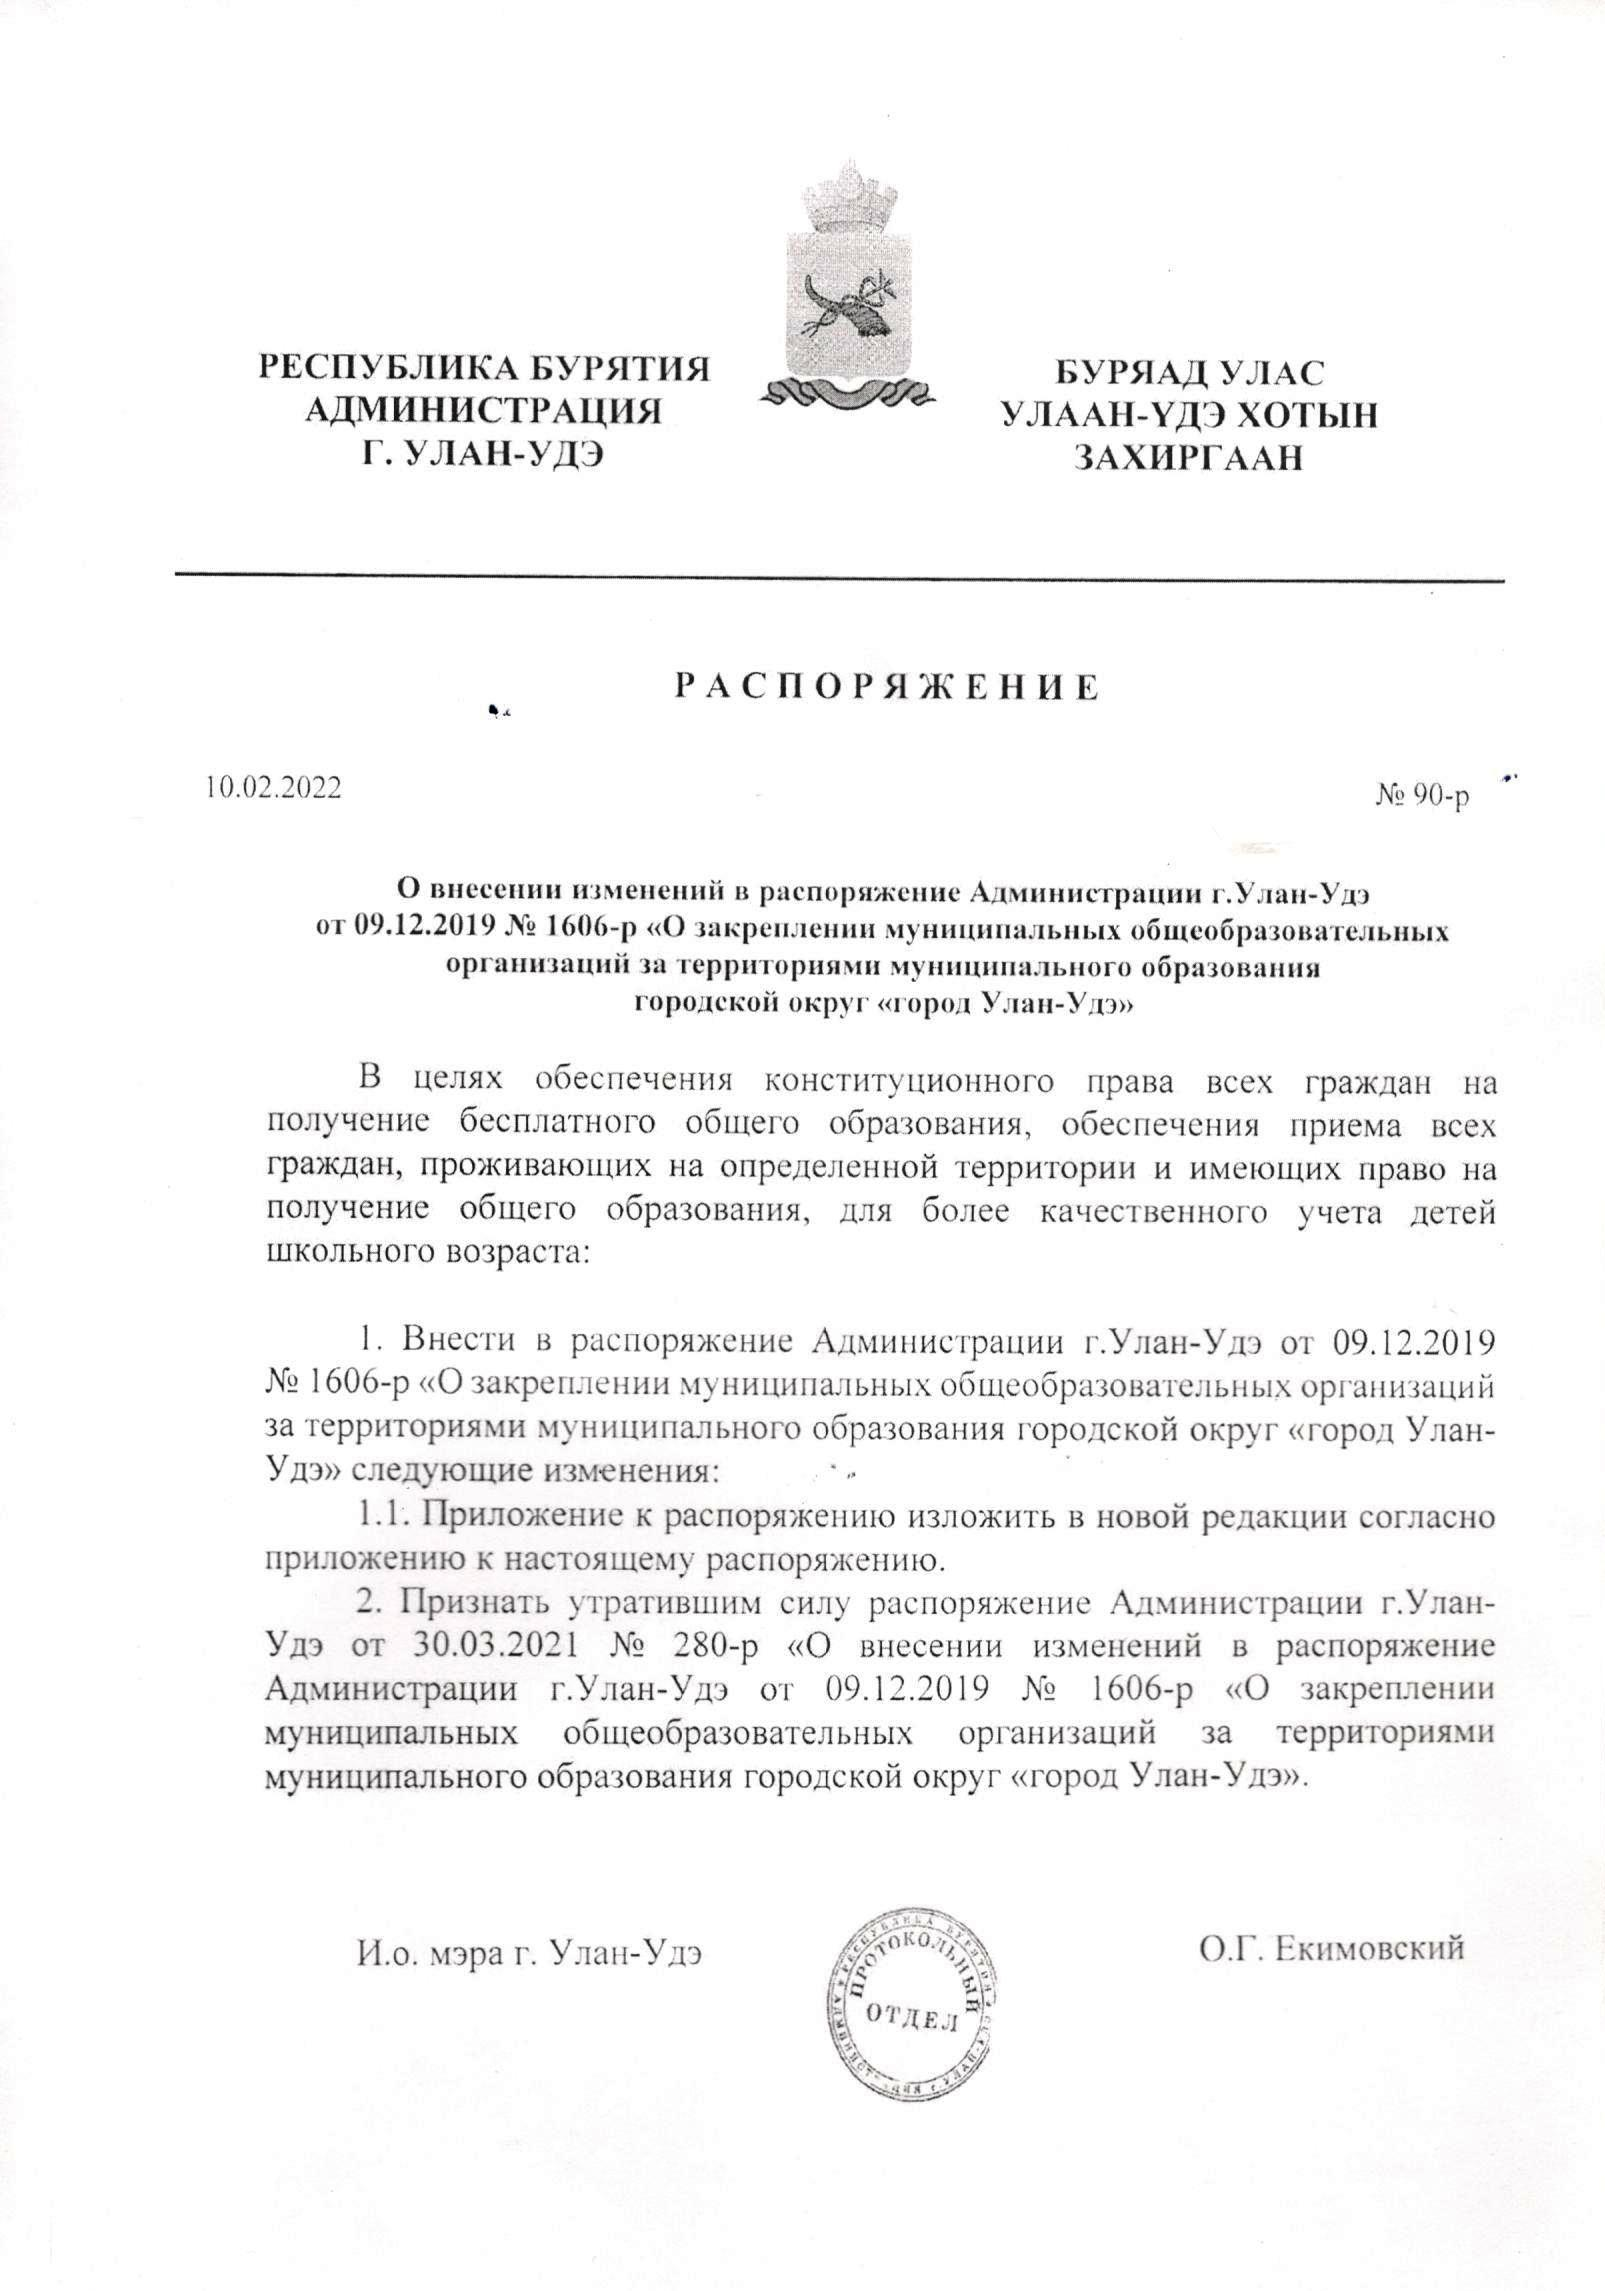 РЕСПУБЛИКА БУРЯТИЯ
АДМИНИСТРАЦИЯ
Г. УЛАН-УДЭ
БУРЯАД УЛАС
УЛААН-ҮДЭ ХОТЫН
ЗАХИРГААН
РАСПОРЯЖЕНИЕ
10.02.2022
№ 90-р
О внесении изменений в распоряжение Администрации г.Улан-Удэ
от 09.12.2019 № 1606-р «О закреплении муниципальных общеобразовательных
организаций за территориями муниципального образования
городской округ «город Улан-Удэ»
В целях обеспечения конституционного права всех граждан на
получение бесплатного общего образования, обеспечения приема всех
граждан, проживающих на определенной территории и имеющих право на
получение общего образования, для более качественного учета детей
школьного возраста:
1. Внести в распоряжение Администрации г.Улан-Удэ от 09.12.2019
№ 1606-р «О закреплении муниципальных общеобразовательных организаций
за территориями муниципального образования городской округ «город Улан-
Удэ» следующие изменения:
1.1. Приложение к распоряжению изложить в новой редакции согласно
приложению к настоящему распоряжению.
2. Признать утратившим силу распоряжение Администрации г.Улан-
Удэ от 30.03.2021 № 280-р «О внесении изменений в распоряжение
Администрации г.Улан-Удэ от 09.12.2019 № 1606-р «О закреплении
муниципальных общеобразовательных организаций за территориями
муниципального образования городской округ «город Улан-Удэ».
И.о. мэра г. Улан-Удэ
О.Г. Екимовский
РЕСПУБЛИКА БУРЯТИЯ
ПРОТОКОЛЬНЫЙ
ОТДЕЛ